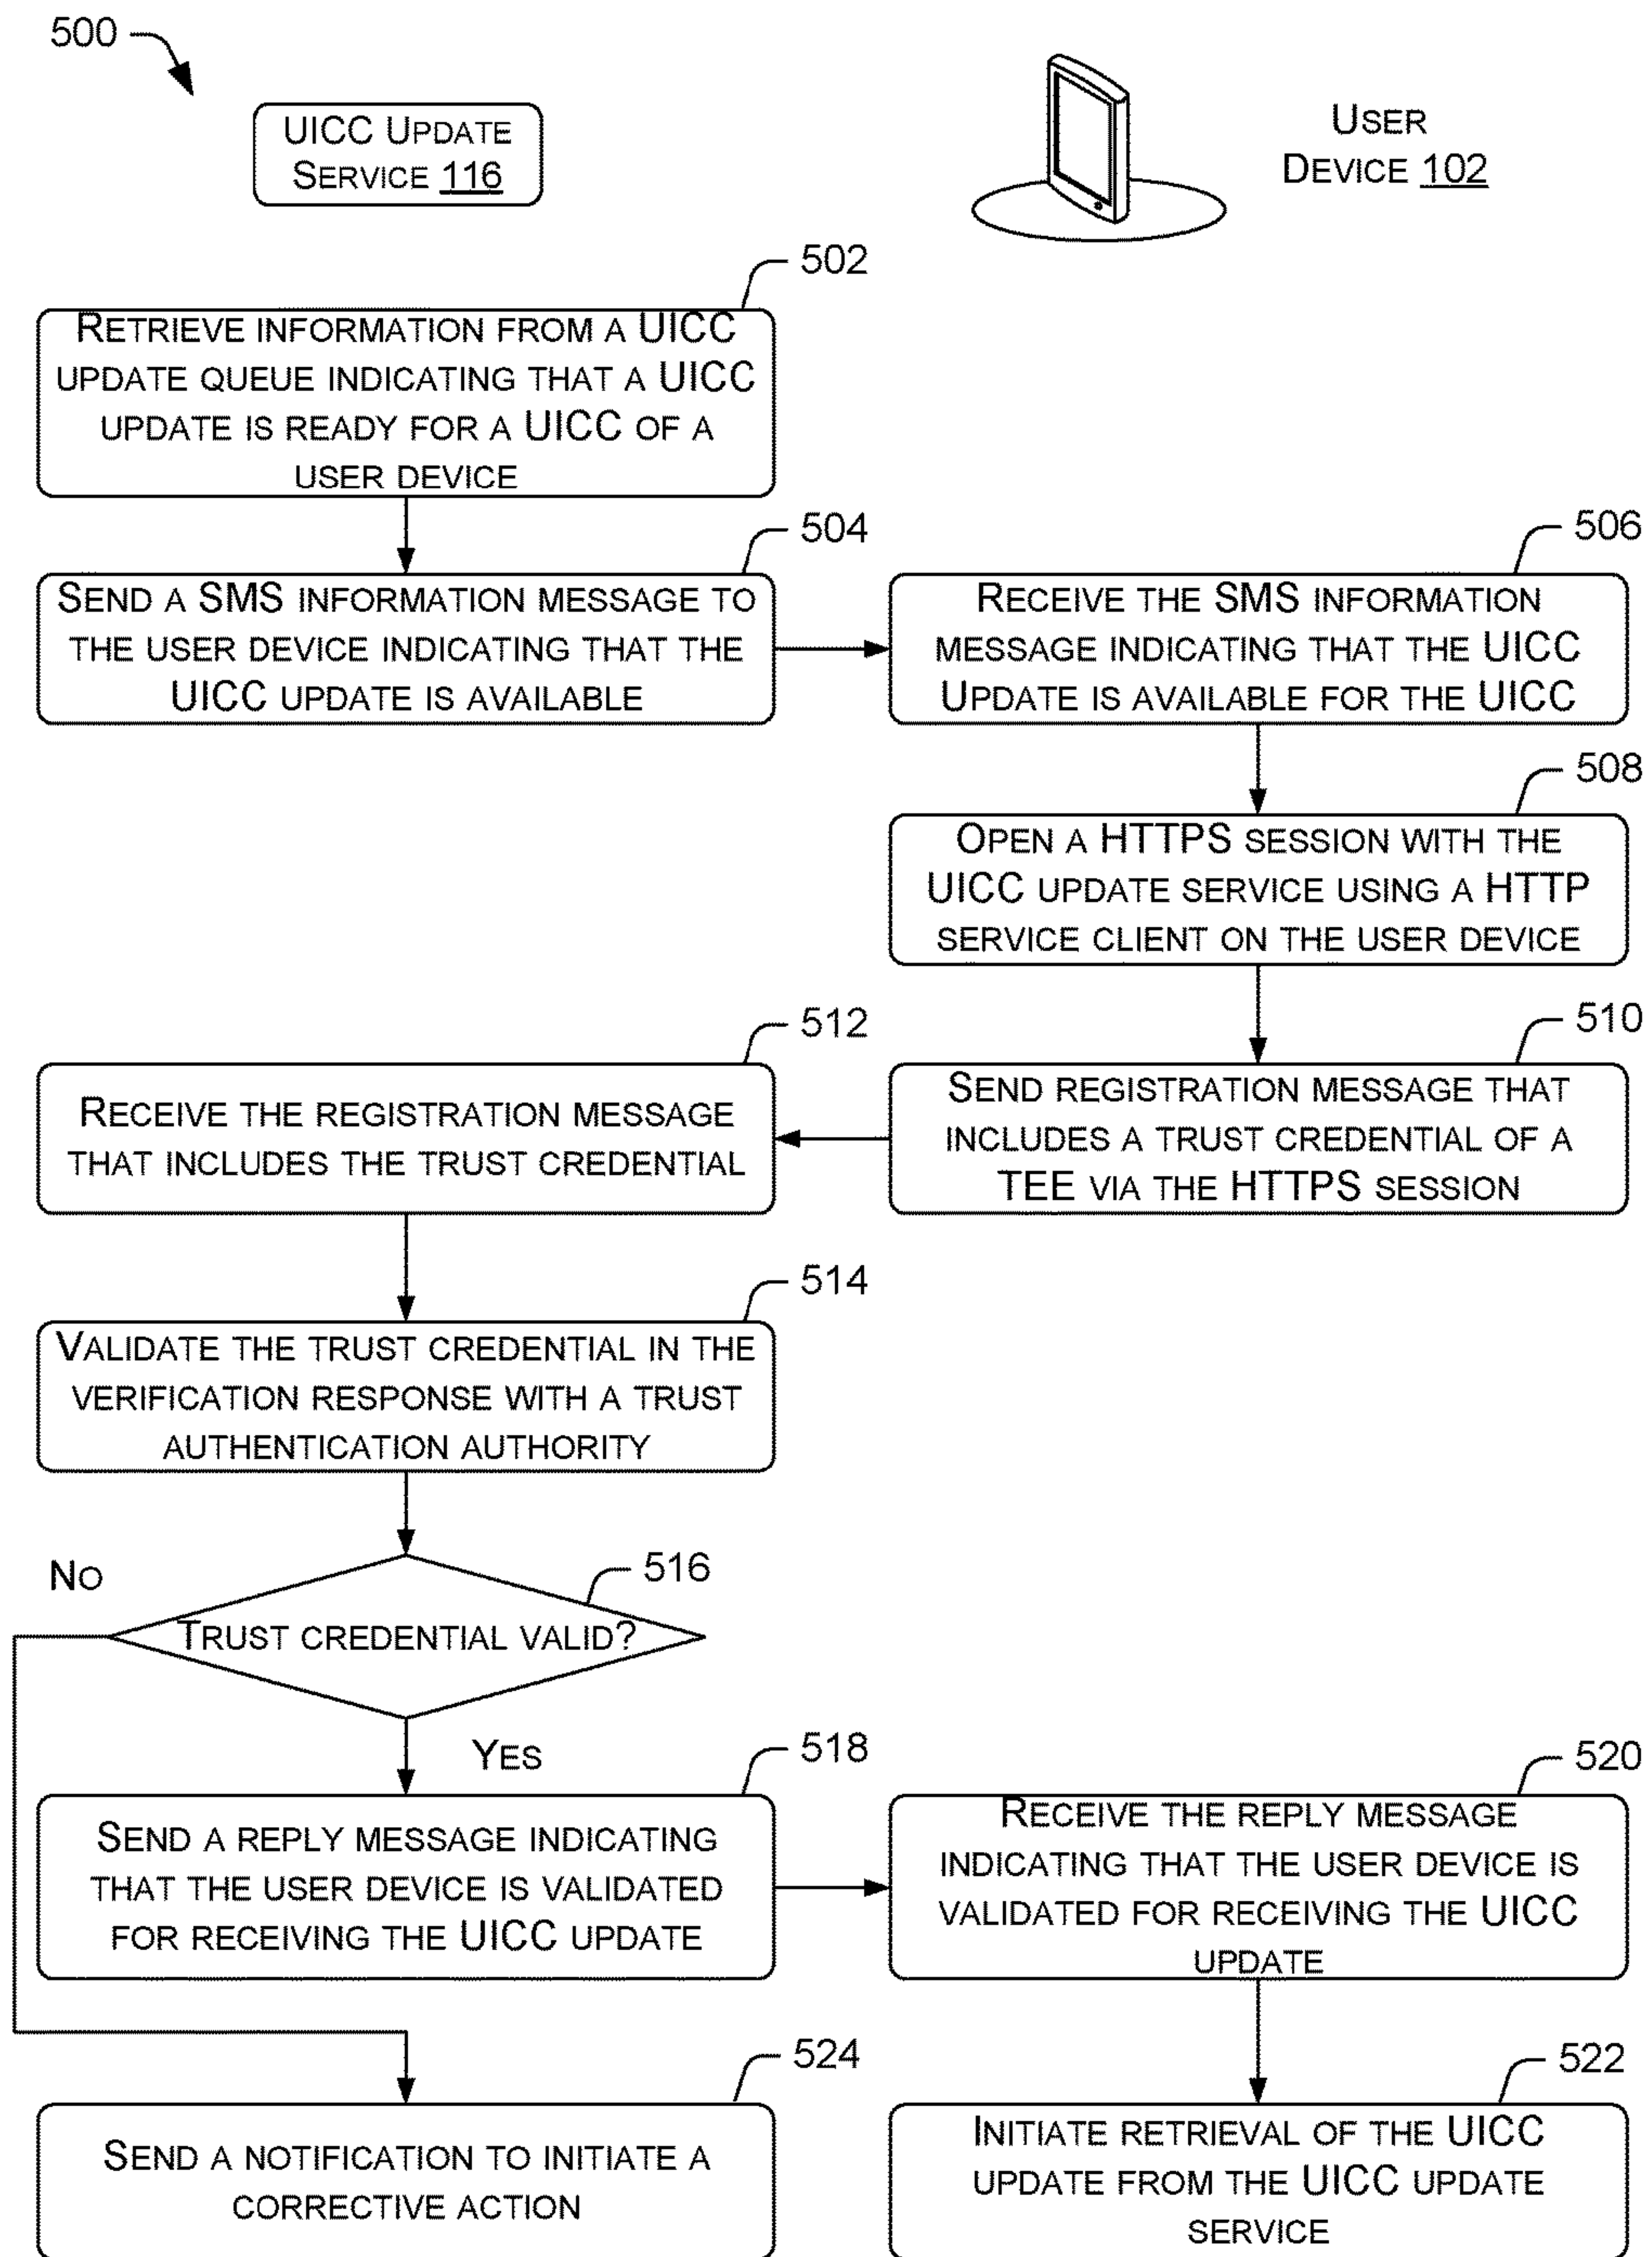 500
UICC UPDATE
SERVICE 116
USER
DEVICE 102
502
RETRIEVE INFORMATION FROM A UICC
UPDATE QUEUE INDICATING THAT A UICC
UPDATE IS READY FOR A UICC OF A
USER DEVICE
504
SEND A SMS INFORMATION MESSAGE TO
THE USER DEVICE INDICATING THAT THE
UICC UPDATE IS AVAILABLE
506
RECEIVE THE SMS INFORMATION
MESSAGE INDICATING THAT THE UICC
UPDATE IS AVAILABLE FOR THE UICC
508
OPEN A HTTPS SESSION WITH THE
UICC UPDATE SERVICE USING A HTTP
SERVICE CLIENT ON THE USER DEVICE
510
SEND REGISTRATION MESSAGE THAT
INCLUDES A TRUST CREDENTIAL OF A
TEE VIA THE HTTPS SESSION
512
RECEIVE THE REGISTRATION MESSAGE
THAT INCLUDES THE TRUST CREDENTIAL
514
VALIDATE THE TRUST CREDENTIAL IN THE
VERIFICATION RESPONSE WITH A TRUST
AUTHENTICATION AUTHORITY
516
NO
TRUST CREDENTIAL VALID?
YES
518
SEND A REPLY MESSAGE INDICATING
THAT THE USER DEVICE IS VALIDATED
FOR RECEIVING THE UICC UPDATE
520
RECEIVE THE REPLY MESSAGE
INDICATING THAT THE USER DEVICE IS
VALIDATED FOR RECEIVING THE UICC
UPDATE
524
SEND A NOTIFICATION TO INITIATE A
CORRECTIVE ACTION
522
INITIATE RETRIEVAL OF THE UICC
UPDATE FROM THE UICC UPDATE
SERVICE